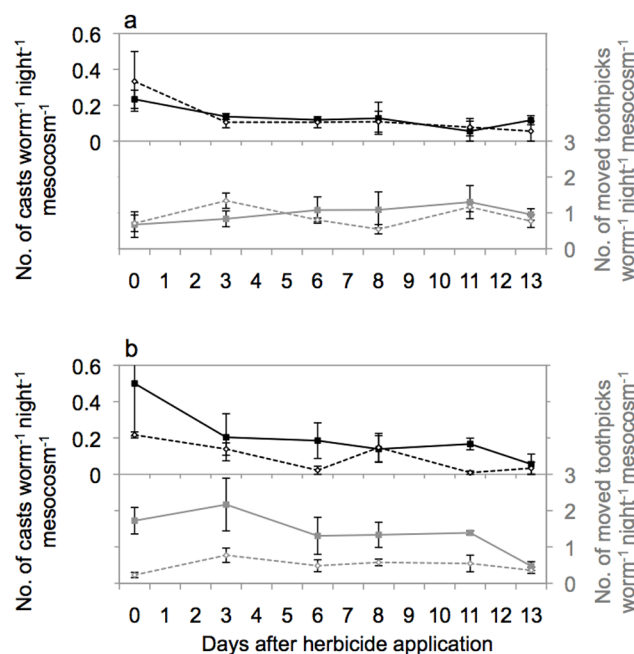 a
No. of casts worm⁻¹ night⁻¹
mesocosm⁻¹
0.6
0.4
0.2
0
3
2
1
0
No. of moved toothpicks
worm⁻¹ night⁻¹ mesocosm⁻¹
0 1 2 3 4 5 6 7 8 9 10 11 12 13
b
No. of casts worm⁻¹ night⁻¹
mesocosm⁻¹
0.6
0.4
0.2
0
3
2
1
0
No. of moved toothpicks
worm⁻¹ night⁻¹ mesocosm⁻¹
0 1 2 3 4 5 6 7 8 9 10 11 12 13
Days after herbicide application